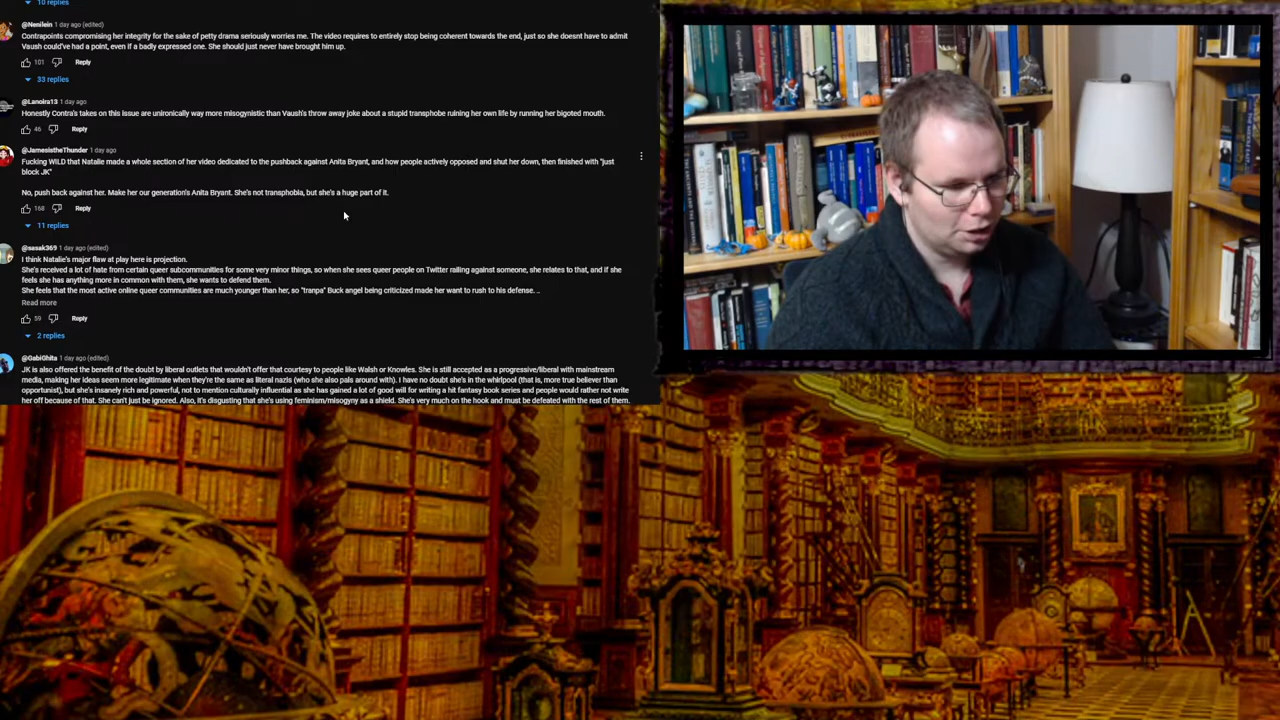 10 replies
@Nenilein 1 day ago (edited)
Contrapoints compromising her integrity for the sake of petty drama seriously worries me. The video requires to entirely stop being coherent towards the end, just so she doesnt have to admit
Vaush could've had a point, even if a badly expressed one. She should just never have brought him up.
101 Reply
33 replies
@Lanoira13 1 day ago
Honestly Contra's takes on this issue are unironically way more misogynistic than Vaush's throw away joke about a stupid transphobe ruining her own life by running her bigoted mouth.
46 Reply
@JamesistheThunder 1 day ago
Fucking WILD that Natalie made a whole section of her video dedicated to the pushback against Anita Bryant, and how people actively opposed and shut her down, then finished with "just
block JK"
No, push back against her. Make her our generation's Anita Bryant. She's not transphobia, but she's a huge part of it.
168 Reply
11 replies
@sasak369 1 day ago (edited)
I think Natalie's major flaw at play here is projection.
She's received a lot of hate from certain queer subcommunities for some very minor things, so when she sees queer people on Twitter railing against someone, she relates to that, and if she
feels she has anything more in common with them, she wants to defend them.
She feels that the most active online queer communities are much younger than her, so "tranpa" Buck angel being criticized made her want to rush to his defense. ..
Read more
59 Reply
2 replies
@GabiGhita 1 day ago (edited)
JK is also offered the benefit of the doubt by liberal outlets that wouldn't offer that courtesy to people like Walsh or Knowles. She is still accepted as a progressive/liberal with mainstream
media, making her ideas seem more legitimate when they're the same as literal nazis (who she also pals around with). I have no doubt she's in the whirlpool (that is, more true believer than
opportunist), but she's insanely rich and powerful, not to mention culturally influential as she has gained a lot of good will for writing a hit fantasy book series and people would rather not write
her off because of that. She can't just be ignored. Also, it's disgusting that she's using feminism/misogyny as a shield. She's very much on the hook and must be defeated with the rest of them.